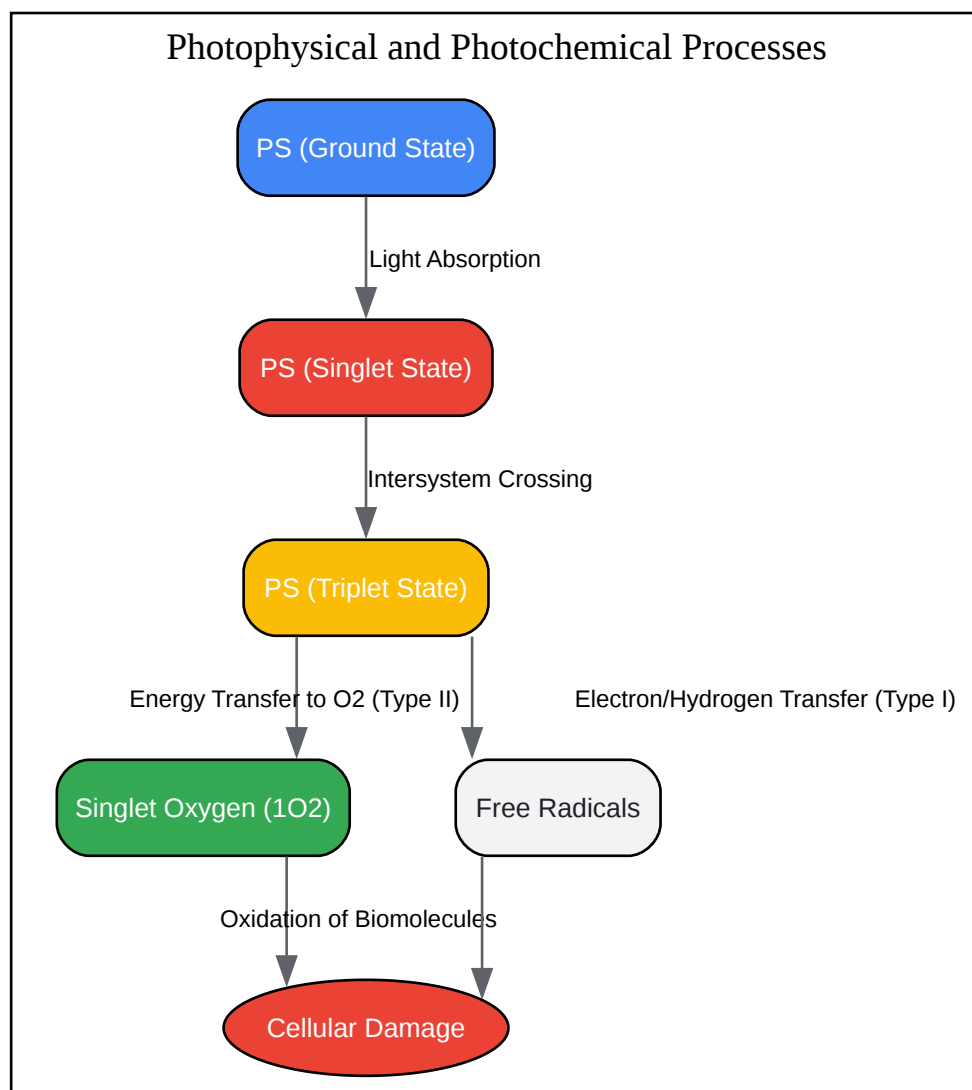 Photophysical and Photochemical Processes
PS (Ground State)
Light Absorption
PS (Singlet State)
Intersystem Crossing
PS (Triplet State)
Energy Transfer to O2 (Type II)
Electron/Hydrogen Transfer (Type I)
Singlet Oxygen (1O2)
Free Radicals
Oxidation of Biomolecules
Cellular Damage